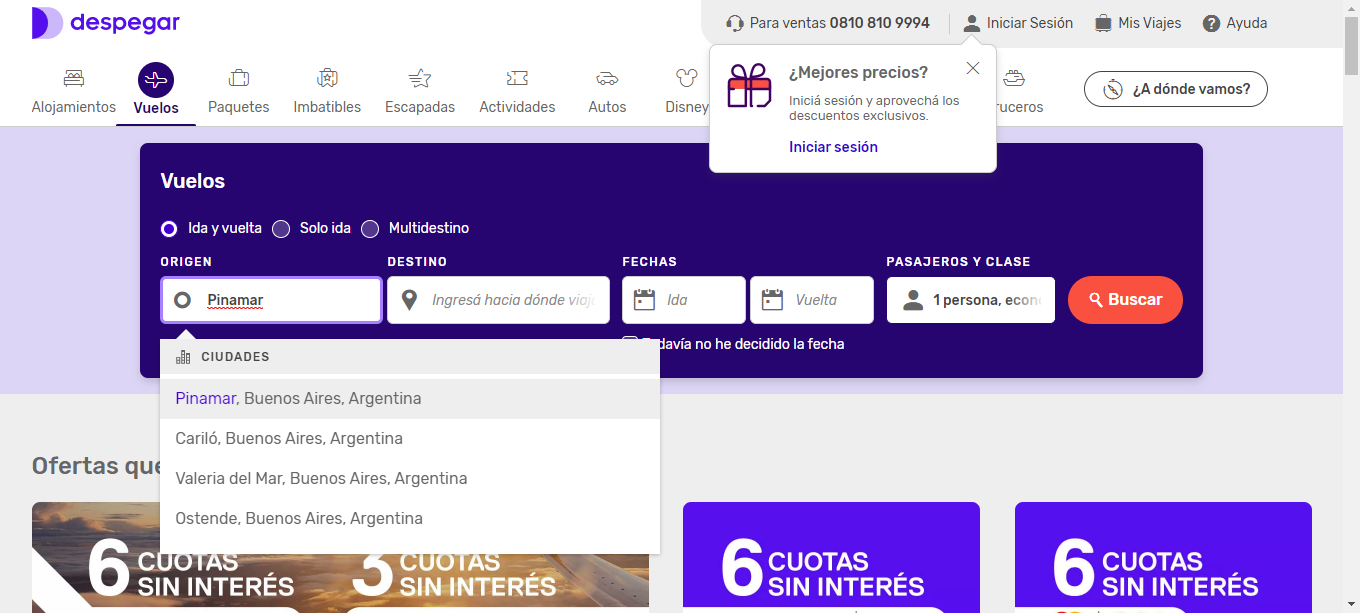 despegar
Para ventas 0810 810 9994
Iniciar Sesión
Mis Viajes
Ayuda
Alojamientos
Vuelos
Paquetes
Imbatibles
Escapadas
Actividades
Autos
Disney
ruceros
¿A dónde vamos?
¿Mejores precios?
Iniciá sesión y aprovechá los
descuentos exclusivos.
Iniciar sesión
Vuelos
Ida y vuelta
Solo ida
Multidestino
ORIGEN
DESTINO
FECHAS
PASAJEROS Y CLASE
Pinamar
Ingresá hacia dónde viaj
Ida
Vuelta
1 persona, econ
Buscar
davía no he decidido la fecha
CIUDADES
Pinamar, Buenos Aires, Argentina
Cariló, Buenos Aires, Argentina
Valeria del Mar, Buenos Aires, Argentina
Ostende, Buenos Aires, Argentina
Ofertas que
6 CUOTAS
SIN INTERÉS
3 CUOTAS
SIN INTERÉS
6 CUOTAS
SIN INTERÉS
6 CUOTAS
SIN INTERÉS